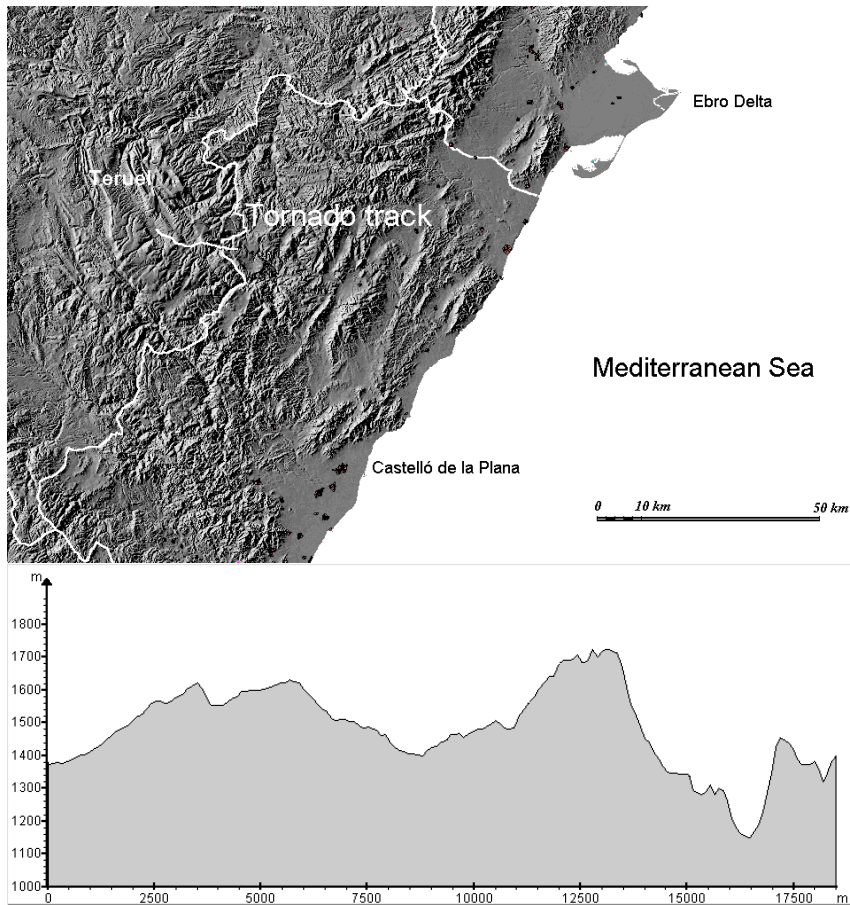 Ebro Delta
Teruel
Tornado track
Mediterranean Sea
Castelló de la Plana
0 10 km 50 km
m
1800
1700
1600
1500
1400
1300
1200
1100
1000
0 2500 5000 7500 10000 12500 15000 17500 m